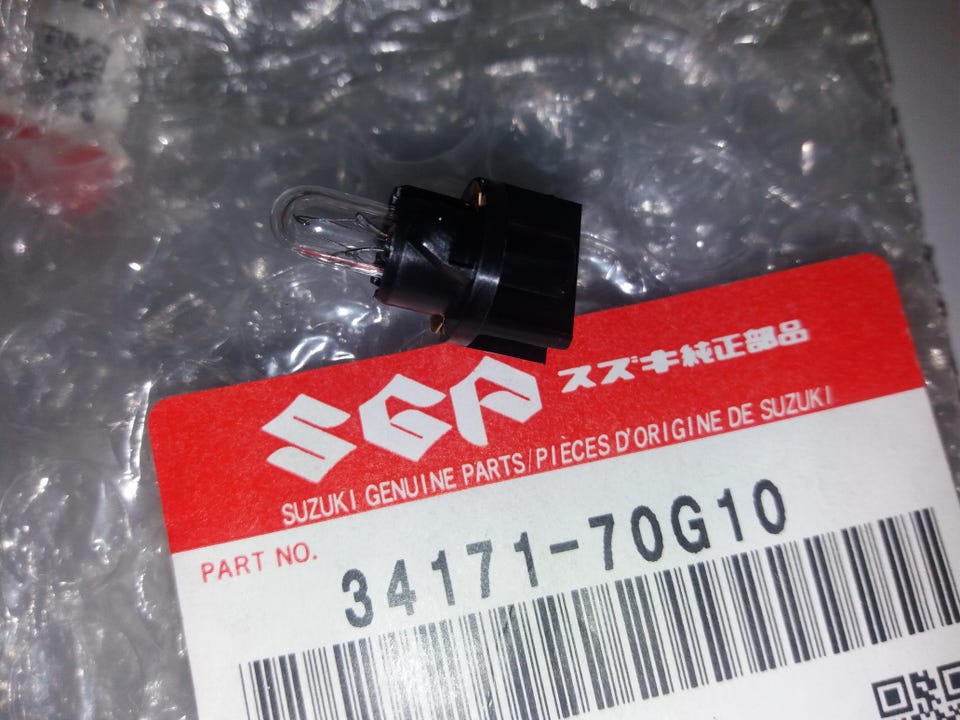 SGP スズキ純正部品
SUZUKI GENUINE PARTS/PIÈCES D'ORIGINE DE SUZUKI
PART NO. 34171-70G10